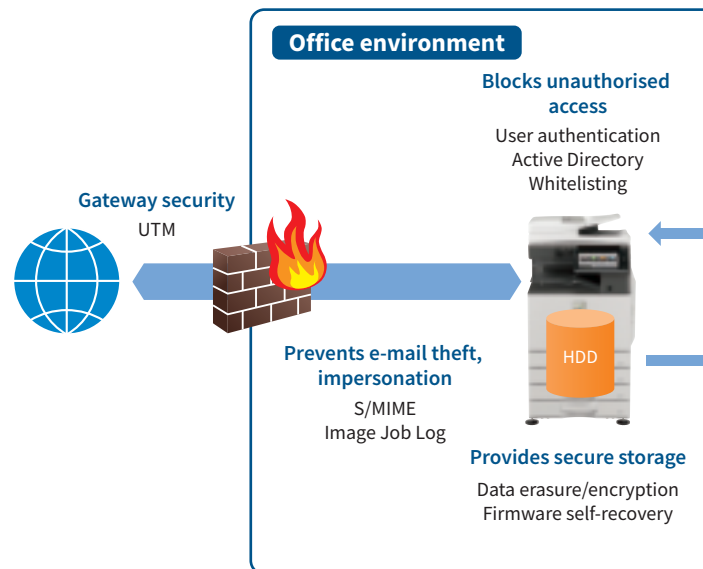 Office environment
Blocks unauthorised
access
User authentication
Active Directory
Whitelisting
Gateway security
UTM
HDD
Prevents e-mail theft,
impersonation
S/MIME
Image Job Log
Provides secure storage
Data erasure/encryption
Firmware self-recovery